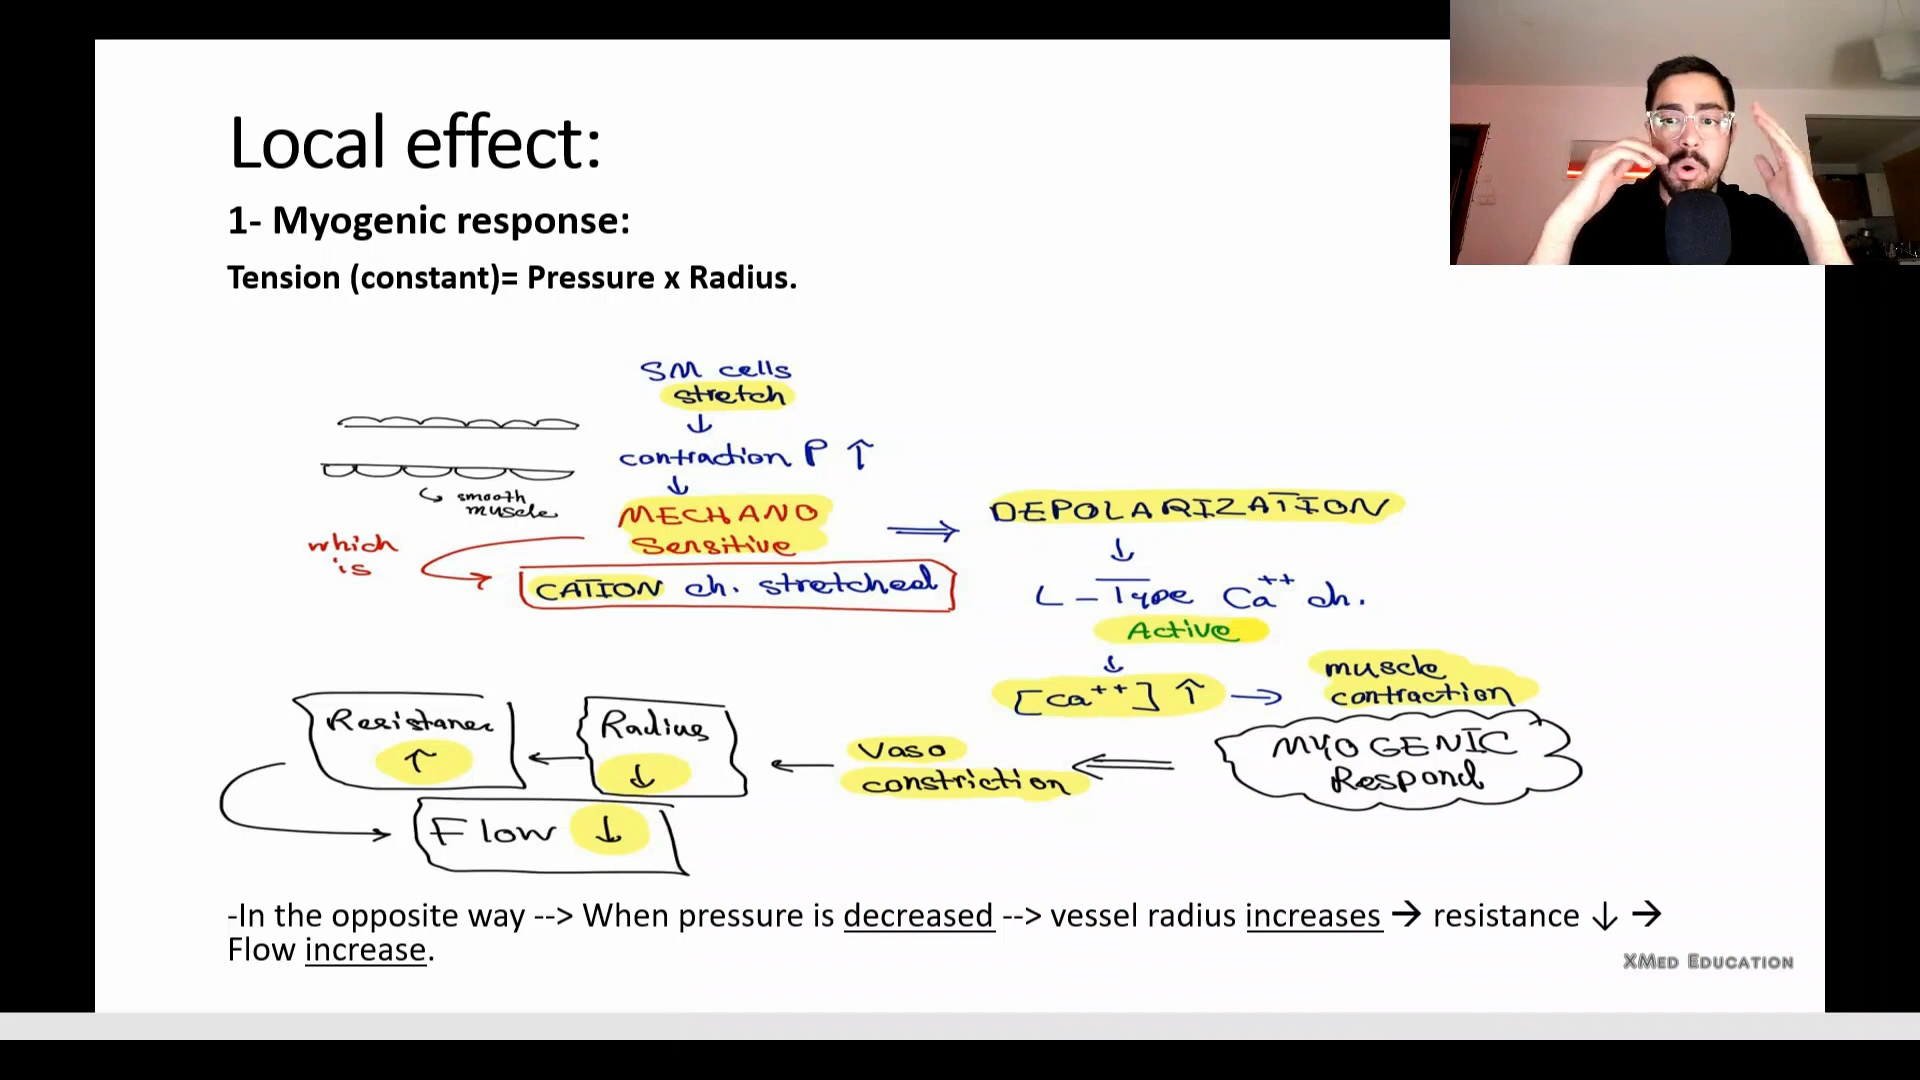 Local effect:
1- Myogenic response:
Tension (constant)= Pressure x Radius.
SM cells
stretch
↓
contraction P ↑
↓
smooth
muscle
MECHANO
Sensitive
which
is
CATION ch. stretched
⇒
DEPOLARIZATION
↓
L-Type Ca++ ch.
Active
↓
[ca++] ↑ →
muscle
contraction
MYOGENIC
Respond
Vaso
constriction
←
Radius
↓
←
Resistance
↑
Flow ↓
-In the opposite way --> When pressure is decreased --> vessel radius increases → resistance ↓ →
Flow increase.
XMED EDUCATION